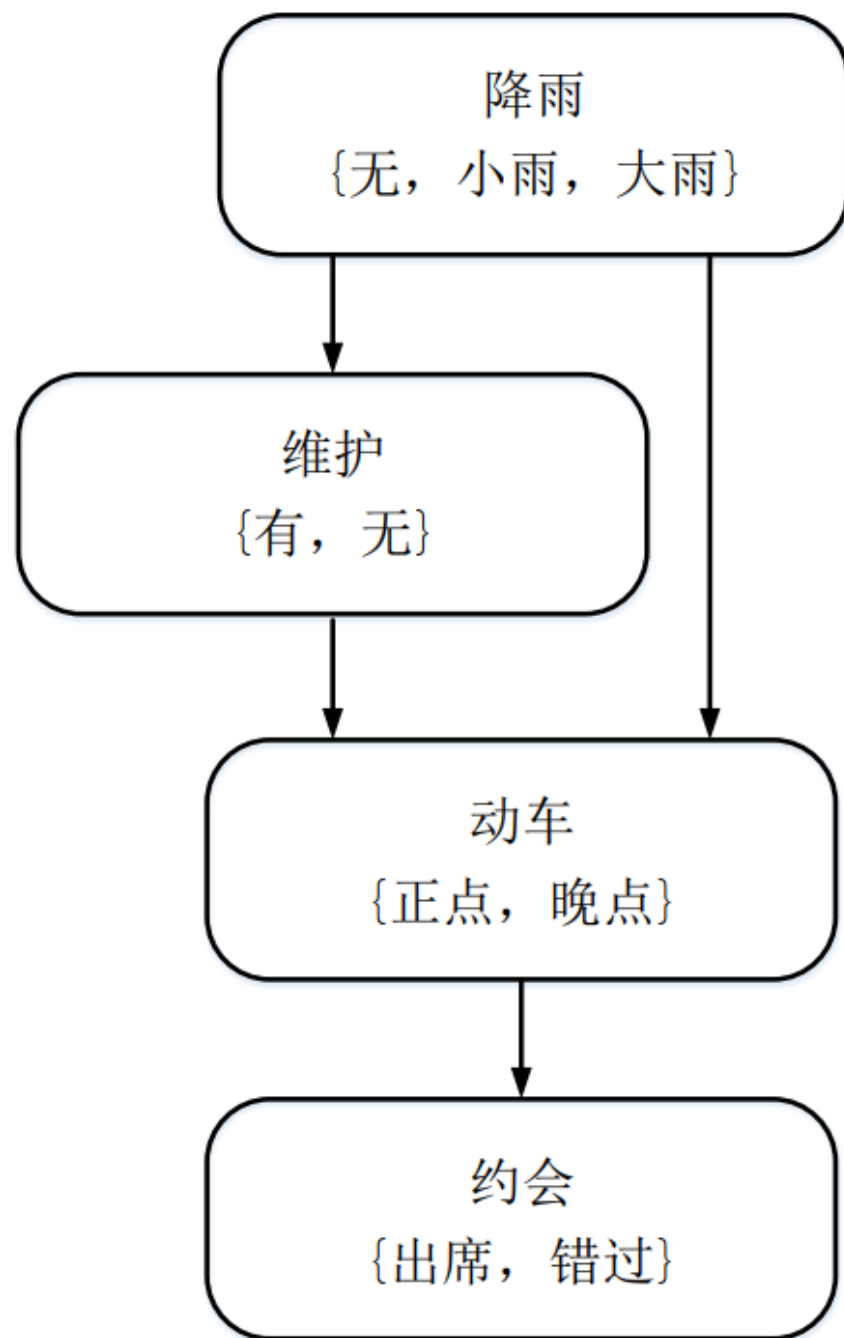 降雨
{无，小雨，大雨}
维护
{有，无}
动车
{正点，晚点}
约会
{出席，错过}